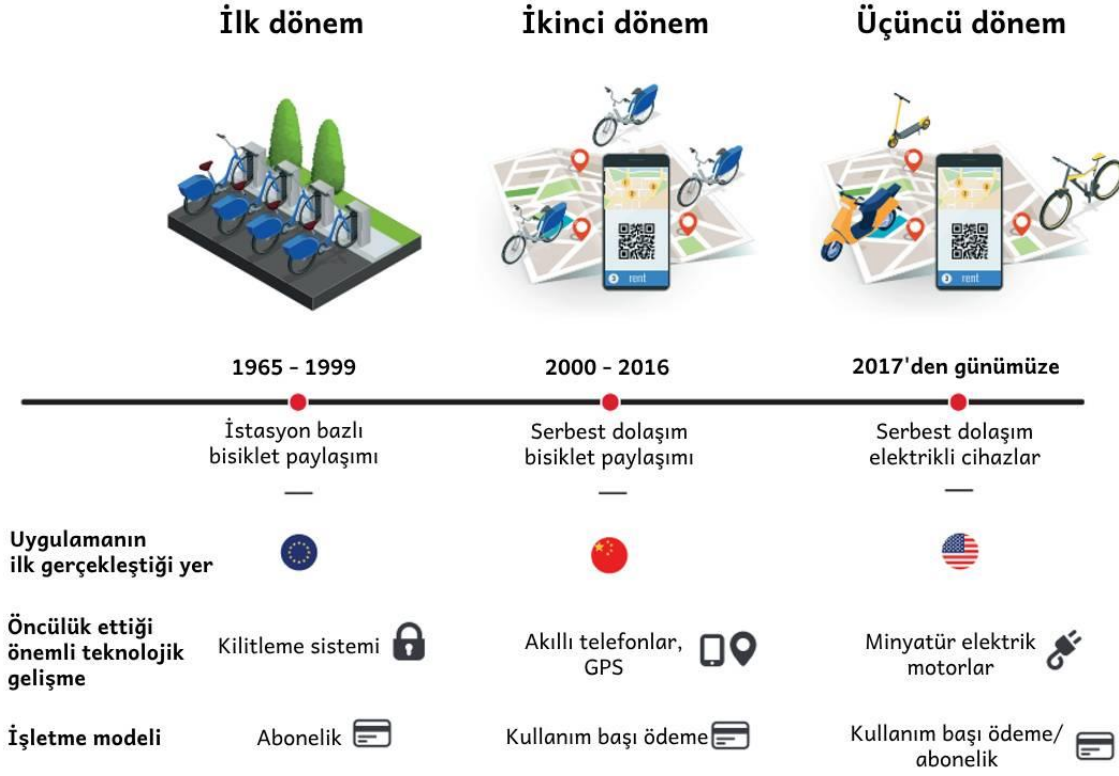 İlk dönem
İkinci dönem
Üçüncü dönem
rent
rent
1965 - 1999
2000 - 2016
2017'den günümüze
İstasyon bazlı
bisiklet paylaşımı
Serbest dolaşım
bisiklet paylaşımı
Serbest dolaşım
elektrikli cihazlar
Uygulamanın
ilk gerçekleştiği yer
Öncülük ettiği
önemli teknolojik
gelişme
Kilitleme sistemi
Akıllı telefonlar,
GPS
Minyatür elektrik
motorlar
İşletme modeli
Abonelik
Kullanım başı ödeme
Kullanım başı ödeme/
abonelik